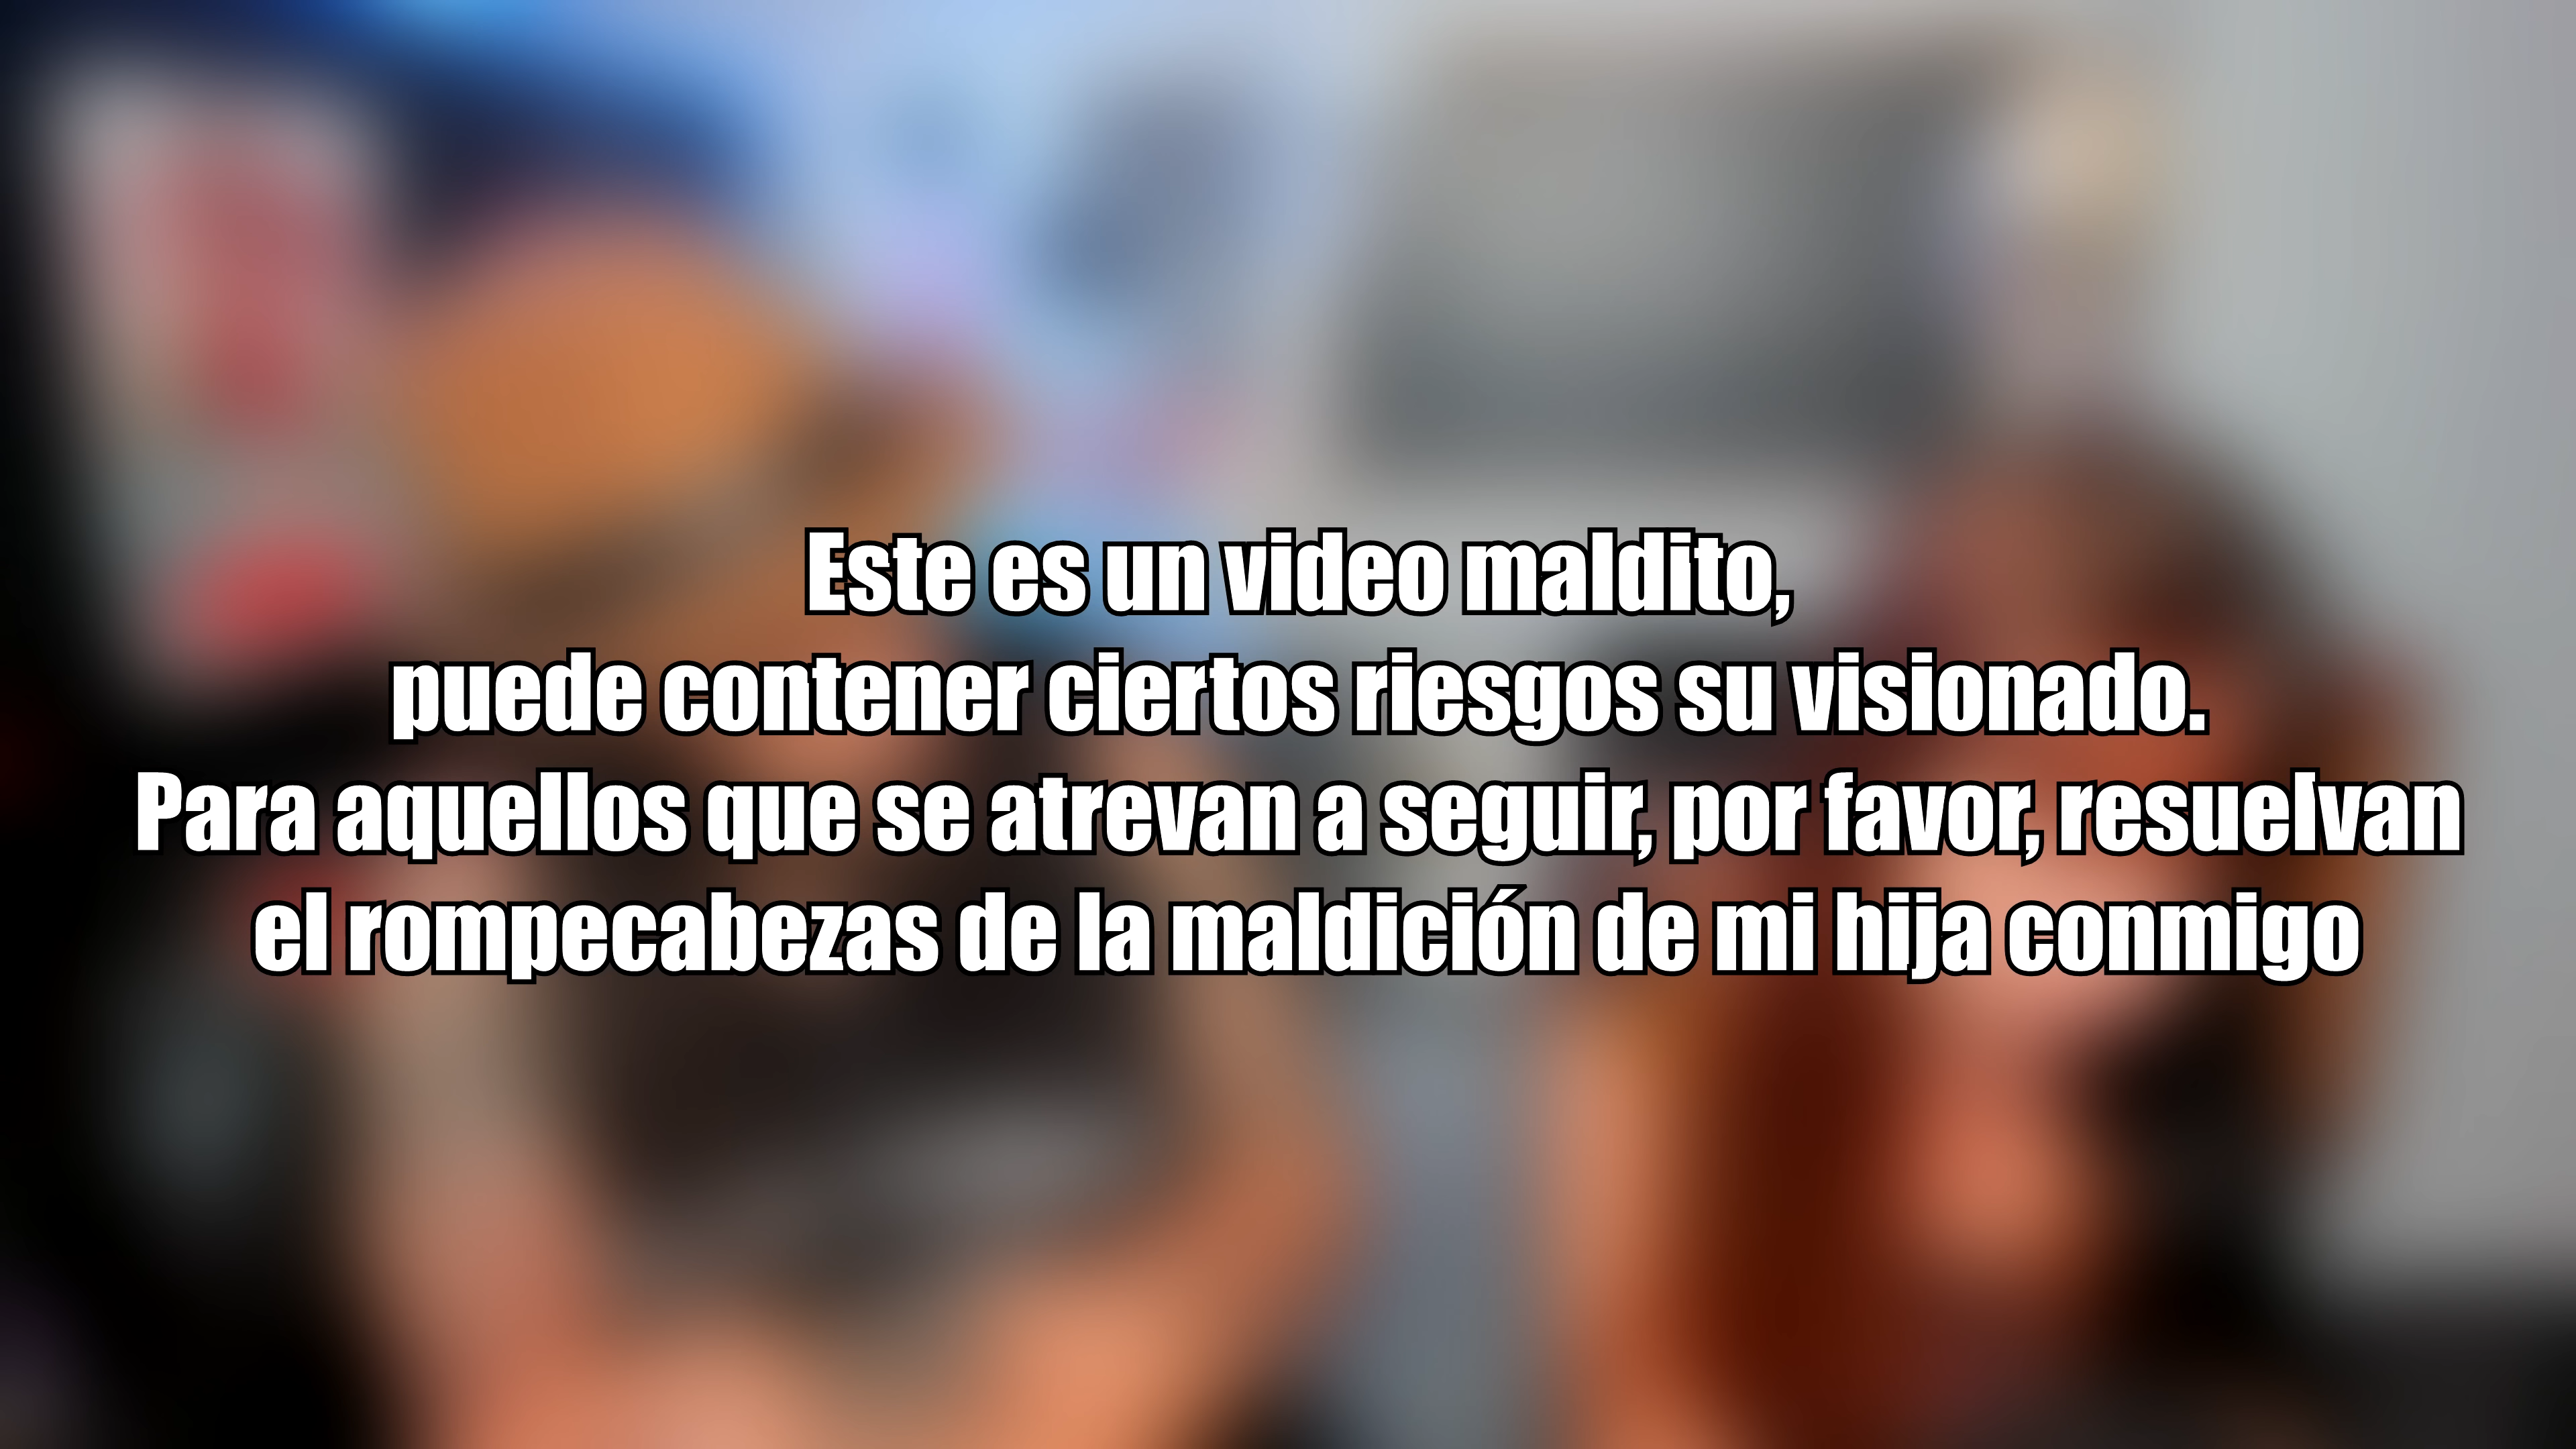 Este es un video maldito,
puede contener ciertos riesgos su visionado.
Para aquellos que se atrevan a seguir, por favor, resuelvan
el rompecabezas de la maldición de mi hija conmigo